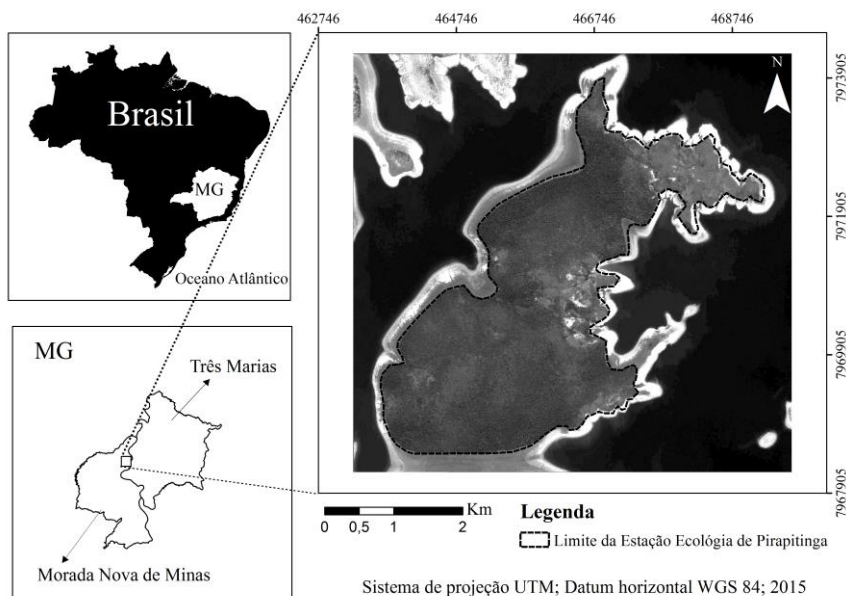 462746
464746
466746
468746
Brasil
MG
Oceano Atlântico
N
7973905
7971905
7969905
7967905
MG
Três Marias
Morada Nova de Minas
0 0,5 1 2 Km
Legenda
Limite da Estação Ecológia de Pirapitinga
Sistema de projeção UTM; Datum horizontal WGS 84; 2015